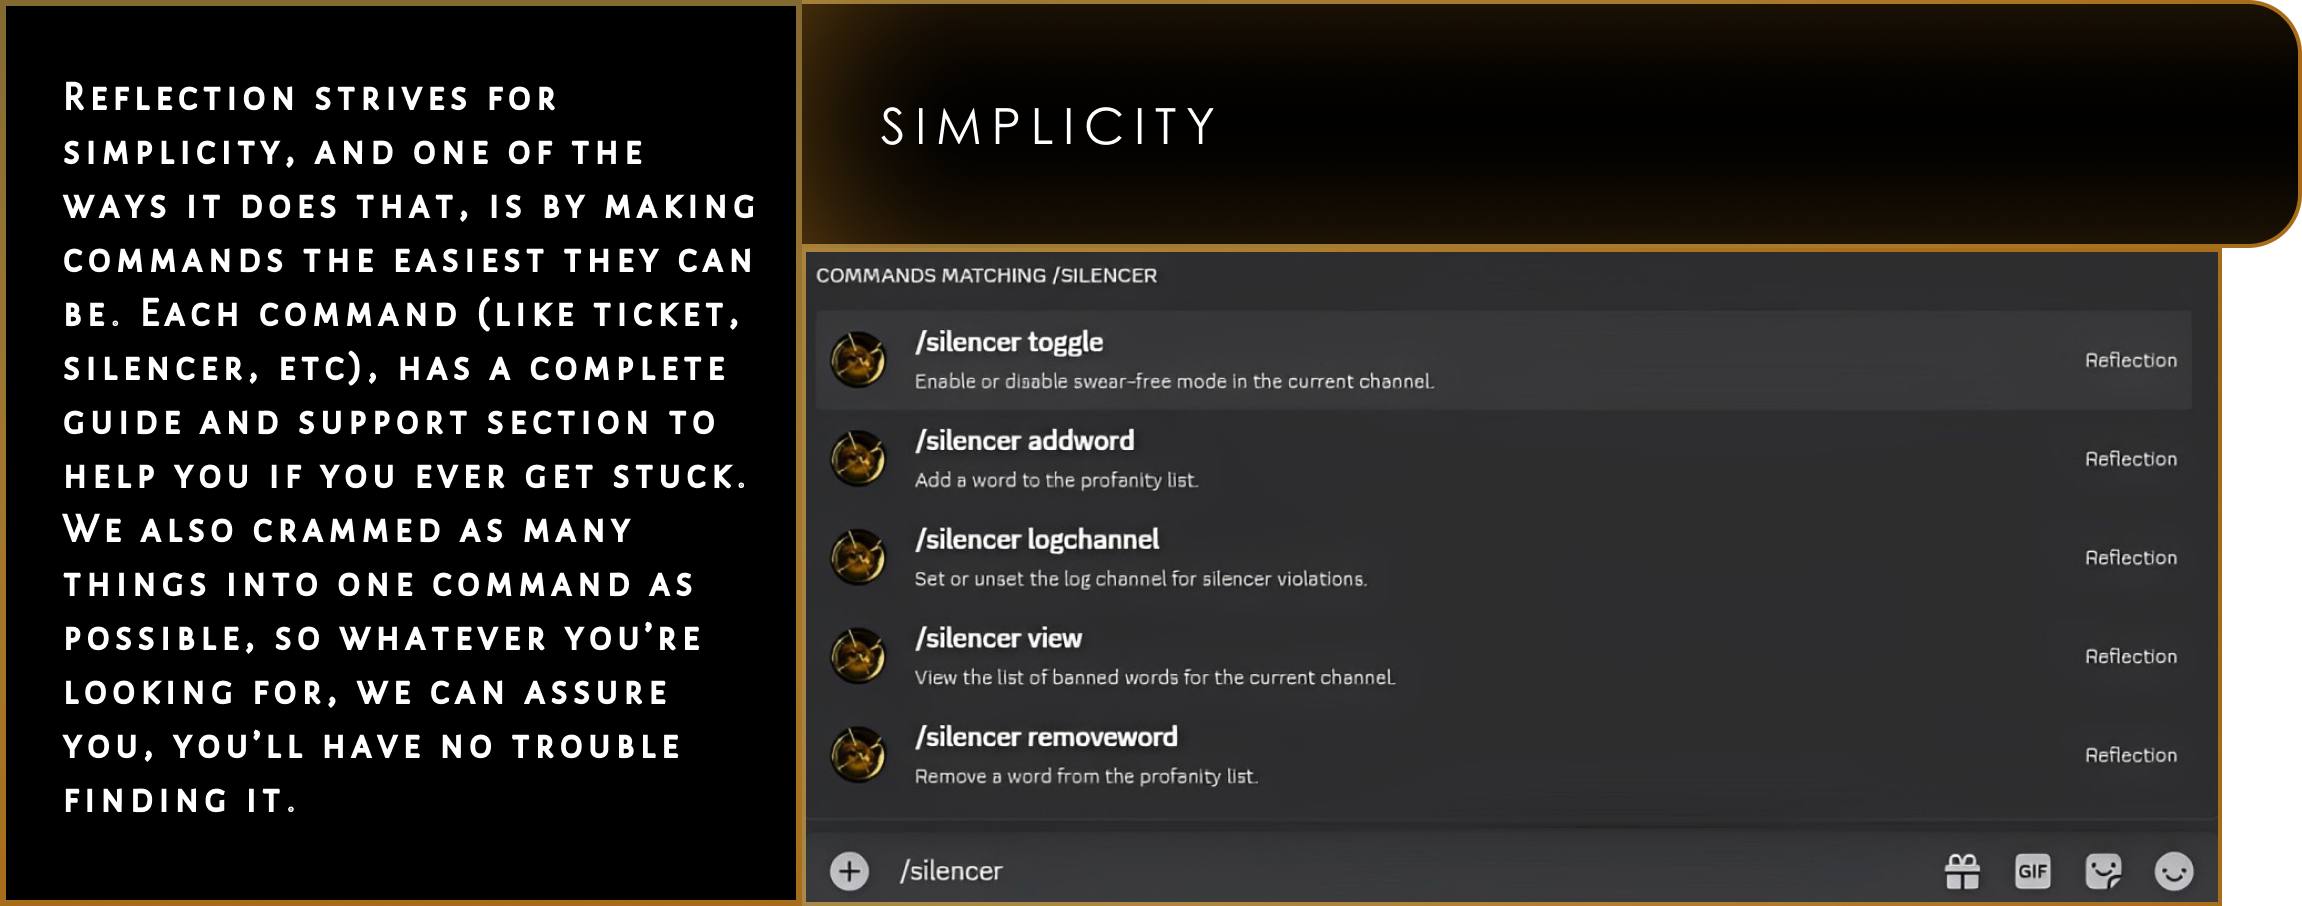 Reflection strives for
simplicity, and one of the
ways it does that, is by making
commands the easiest they can
be. Each command (like ticket,
silencer, etc), has a complete
guide and support section to
help you if you ever get stuck.
We also crammed as many
things into one command as
possible, so whatever you're
looking for, we can assure
you, you'll have no trouble
finding it.
SIMPLICITY
COMMANDS MATCHING /SILENCER
/silencer toggle
Enable or disable swear-free mode in the current channel.
Reflection
/silencer addword
Add a word to the profanity list.
Reflection
/silencer logchannel
Set or unset the log channel for silencer violations.
Reflection
/silencer view
View the list of banned words for the current channel.
Reflection
/silencer removeword
Remove a word from the profanity list.
Reflection
/silencer
GIF